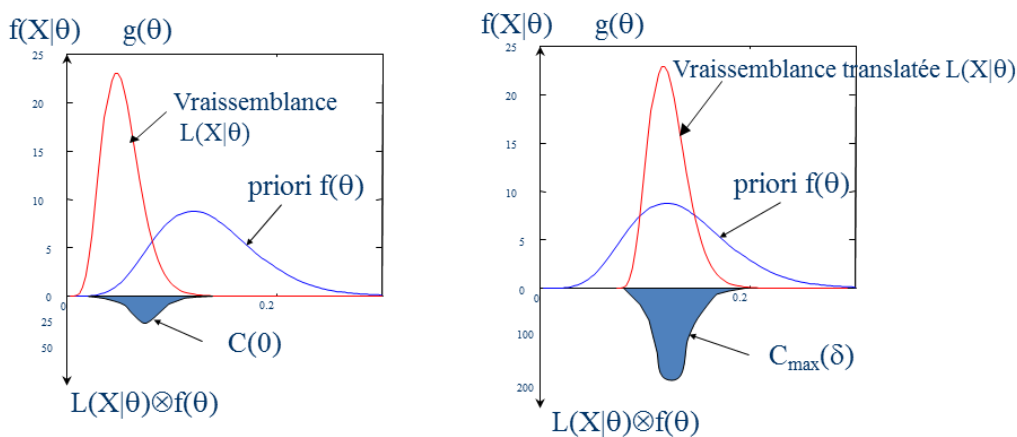 f(X|θ) g(θ)
25
20
15
10
5
0
0
0.2
25
50
Vraissemblance
L(X|θ)
priori f(θ)
C(0)
L(X|θ)⊗f(θ)
f(X|θ) g(θ)
25
20
15
10
5
0
0
0.2
100
200
Vraissemblance translatée L(X|θ)
priori f(θ)
Cmax(δ)
L(X|θ)⊗f(θ)